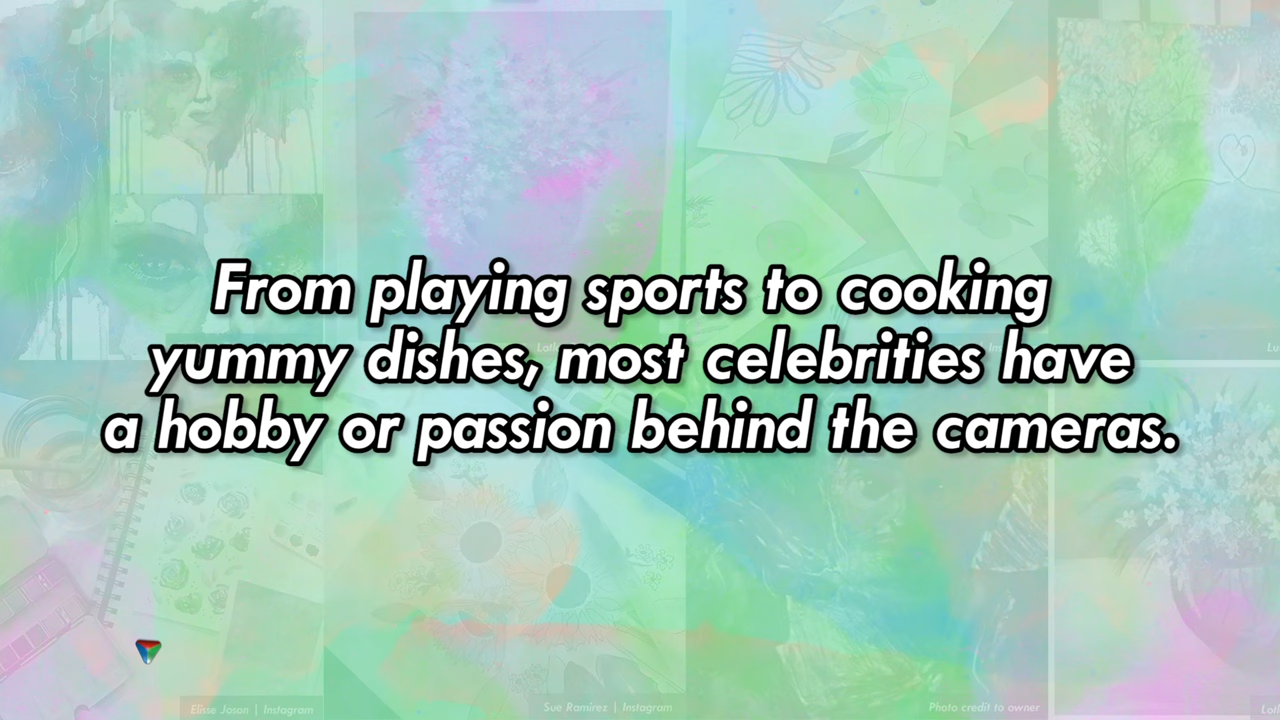 From playing sports to cooking
yummy dishes, most celebrities have
a hobby or passion behind the cameras.
Elisse Joson | Instagram
Sue Ramirez | Instagram
Photo credit to owner